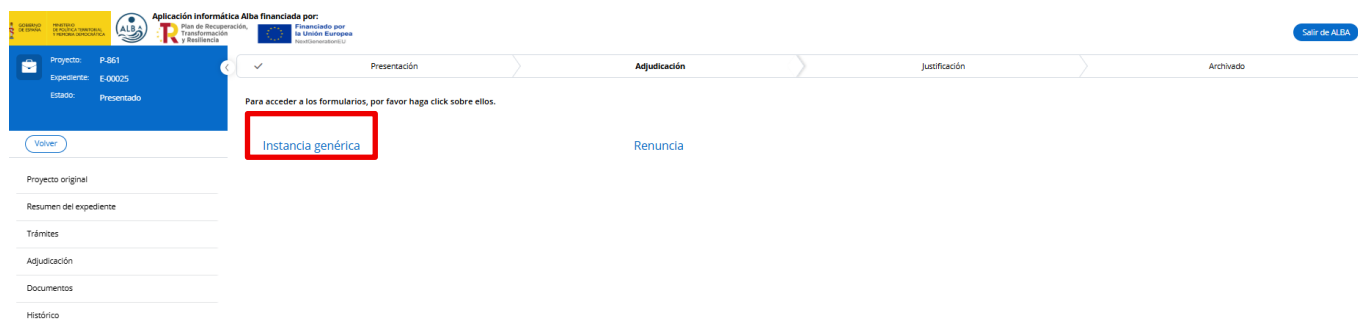 Aplicación informática Alba financiada por:
GOBIERNO
DE ESPAÑA
MINISTERIO
DE POLÍTICA TERRITORIAL
Y MEMORIA DEMOCRÁTICA
ALBA
Plan de Recuperación,
Transformación
y Resiliencia
Financiado por
la Unión Europea
NextGenerationEU
Salir de ALBA
Proyecto: P-861
Expediente: E-00025
Estado: Presentado
Presentación
Adjudicación
Justificación
Archivado
Para acceder a los formularios, por favor haga click sobre ellos.
Instancia genérica
Renuncia
Volver
Proyecto original
Resumen del expediente
Trámites
Adjudicación
Documentos
Histórico